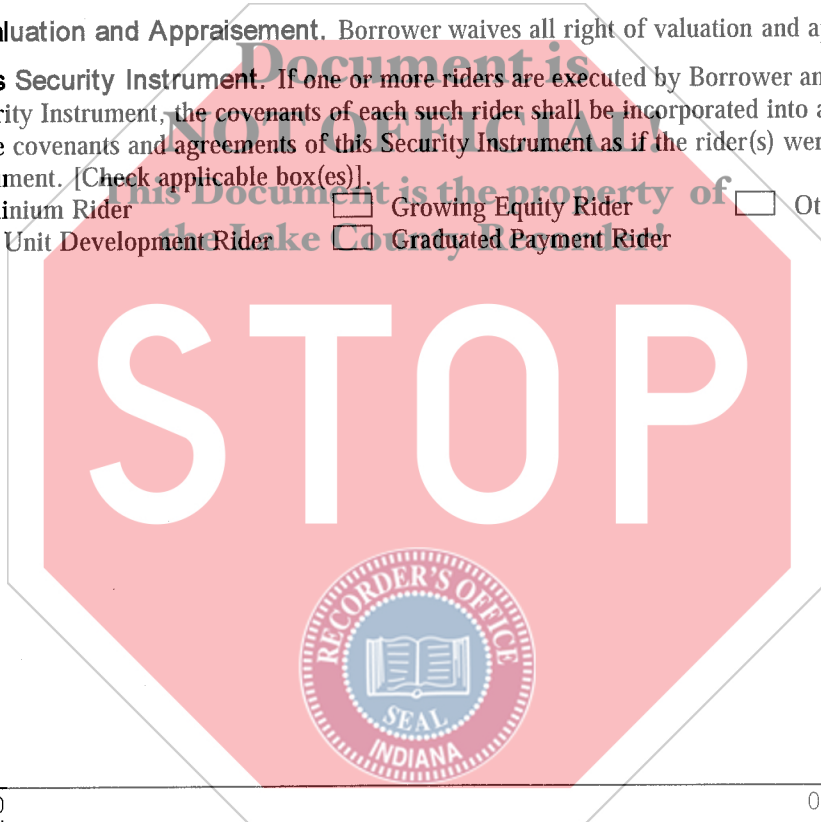 aluation and Appraisement. Borrower waives all right of valuation and a
Document is
s Security Instrument. If one or more riders are executed by Borrower an
rity Instrument, the covenants of each such rider shall be incorporated into a
NOT OFFICIAL!
e covenants and agreements of this Security Instrument as if the rider(s) wer
ment. [Check applicable box(es)].
This Document is the property of
inium Rider Growing Equity Rider Ot
Unit Development Rider Graduated Payment Rider
the Lake County Recorder!
STOP
RECORDER'S OFFICE
SEAL
INDIANA